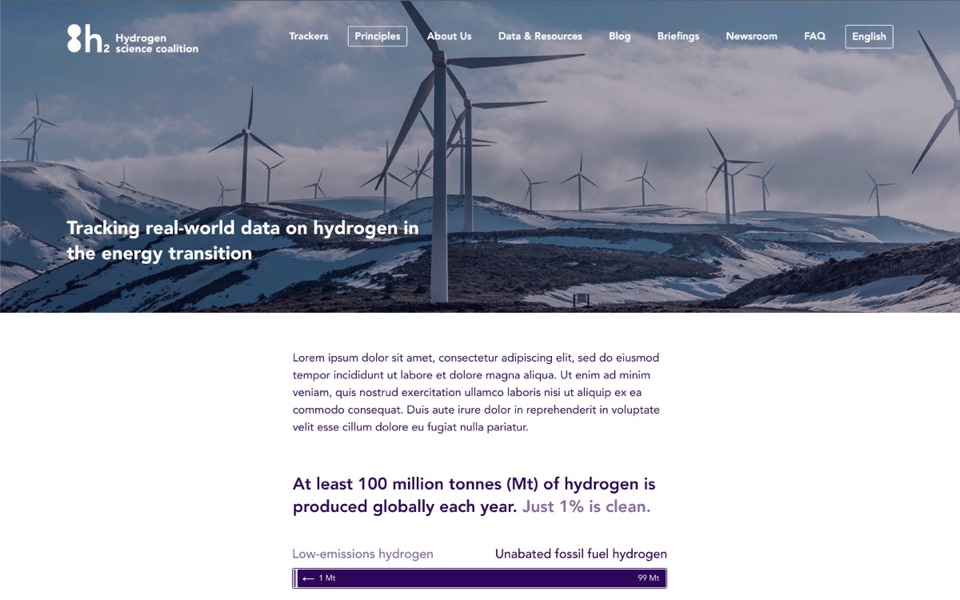 8h2 Hydrogen
science coalition
Trackers Principles About Us Data & Resources Blog Briefings Newsroom FAQ English
Tracking real-world data on hydrogen in
the energy transition
Lorem ipsum dolor sit amet, consectetur adipiscing elit, sed do eiusmod
tempor incididunt ut labore et dolore magna aliqua. Ut enim ad minim
veniam, quis nostrud exercitation ullamco laboris nisi ut aliquip ex ea
commodo consequat. Duis aute irure dolor in reprehenderit in voluptate
velit esse cillum dolore eu fugiat nulla pariatur.
At least 100 million tonnes (Mt) of hydrogen is
produced globally each year. Just 1% is clean.
Low-emissions hydrogen Unabated fossil fuel hydrogen
← 1 Mt 99 Mt